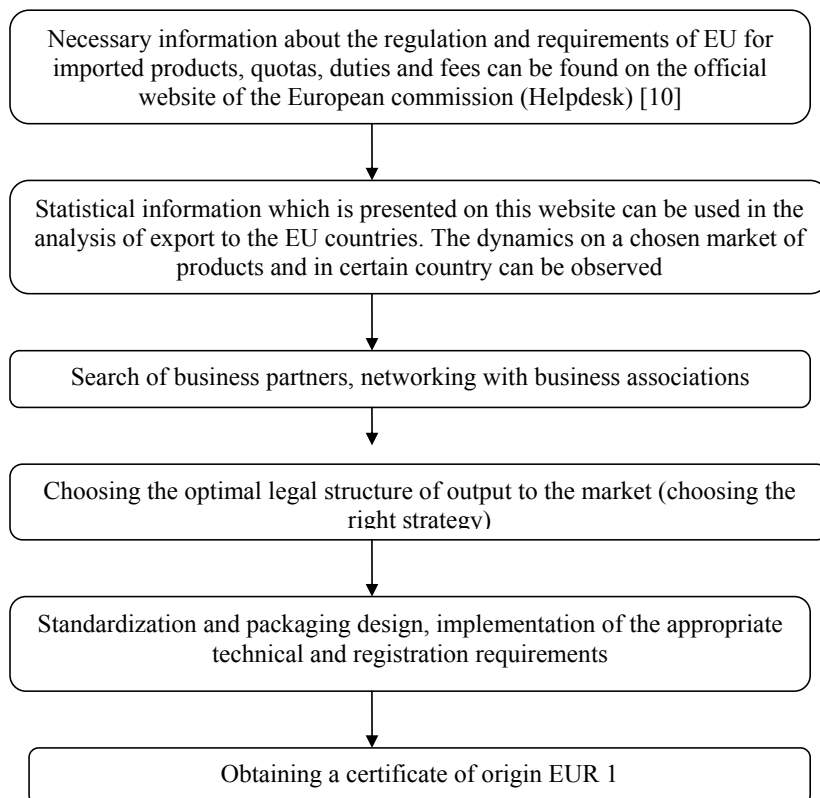 Necessary information about the regulation and requirements of EU for
imported products, quotas, duties and fees can be found on the official
website of the European commission (Helpdesk) [10]
Statistical information which is presented on this website can be used in the
analysis of export to the EU countries. The dynamics on a chosen market of
products and in certain country can be observed
Search of business partners, networking with business associations
Choosing the optimal legal structure of output to the market (choosing the
right strategy)
Standardization and packaging design, implementation of the appropriate
technical and registration requirements
Obtaining a certificate of origin EUR 1